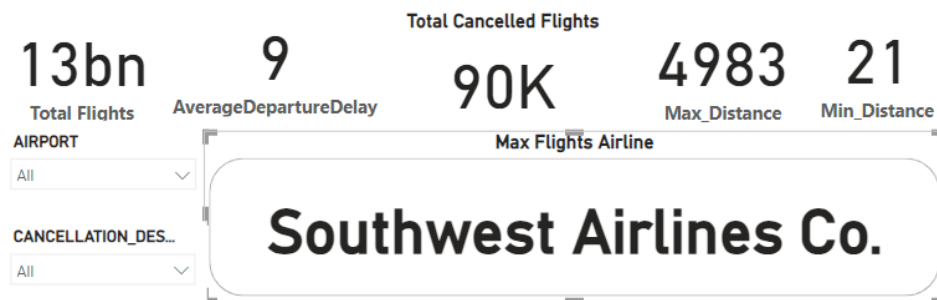 Total Cancelled Flights
13bn
Total Flights
9
AverageDepartureDelay
90K
4983
Max_Distance
21
Min_Distance
AIRPORT
All
CANCELLATION_DES...
All
Max Flights Airline
Southwest Airlines Co.